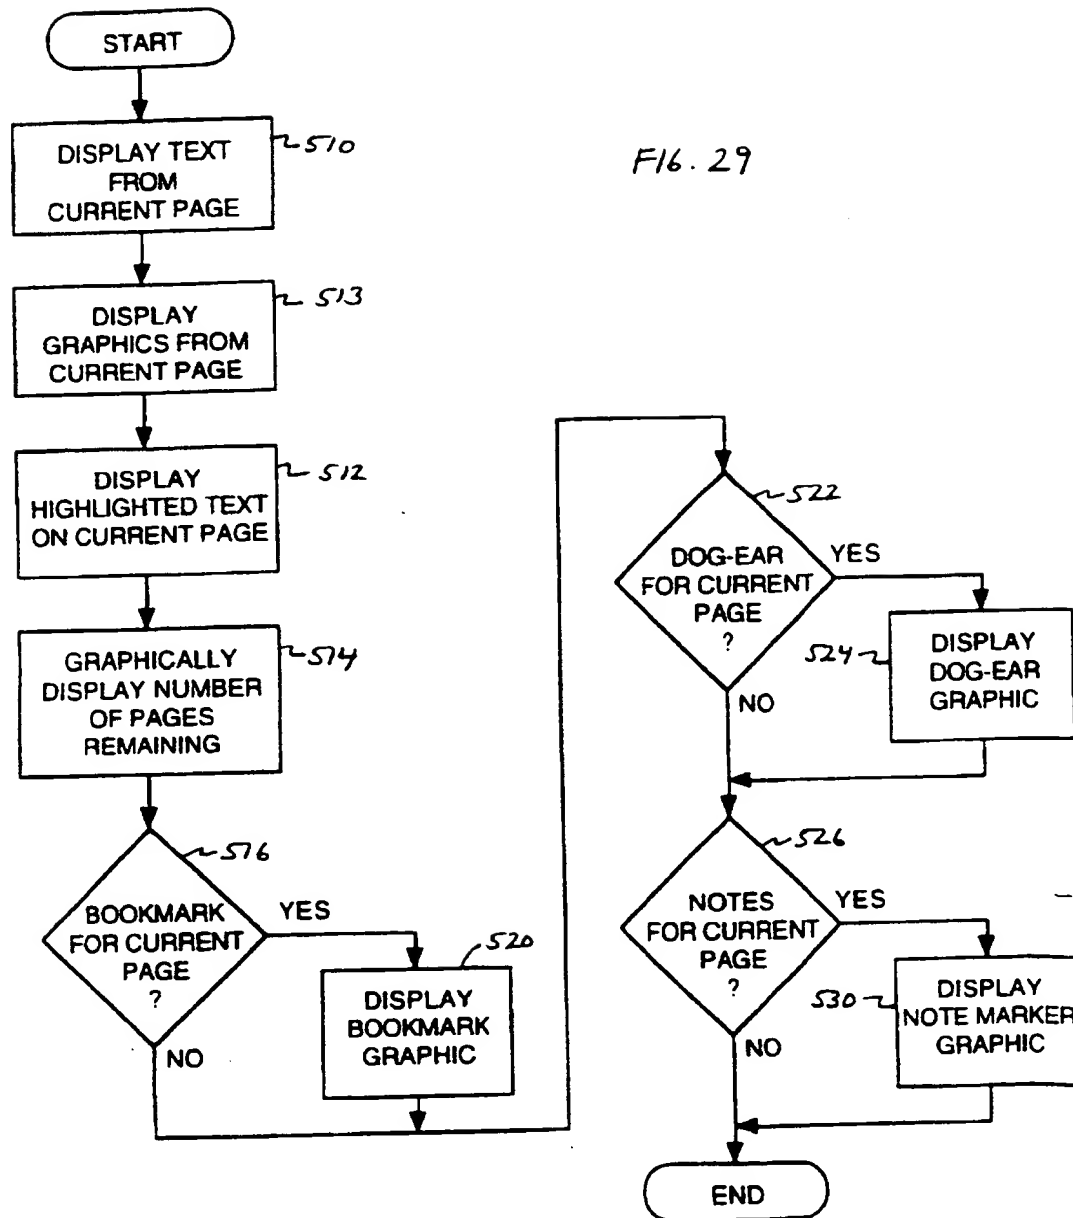 START
DISPLAY TEXT
FROM
CURRENT PAGE
510
FIG. 29
DISPLAY
GRAPHICS FROM
CURRENT PAGE
513
DISPLAY
HIGHLIGHTED TEXT
ON CURRENT PAGE
512
GRAPHICALLY
DISPLAY NUMBER
OF PAGES
REMAINING
514
BOOKMARK
FOR CURRENT
PAGE
?
516
YES
NO
520
DISPLAY
BOOKMARK
GRAPHIC
DOG-EAR
FOR CURRENT
PAGE
?
522
YES
NO
524
DISPLAY
DOG-EAR
GRAPHIC
NOTES
FOR CURRENT
PAGE
?
526
YES
NO
530
DISPLAY
NOTE MARKER
GRAPHIC
END